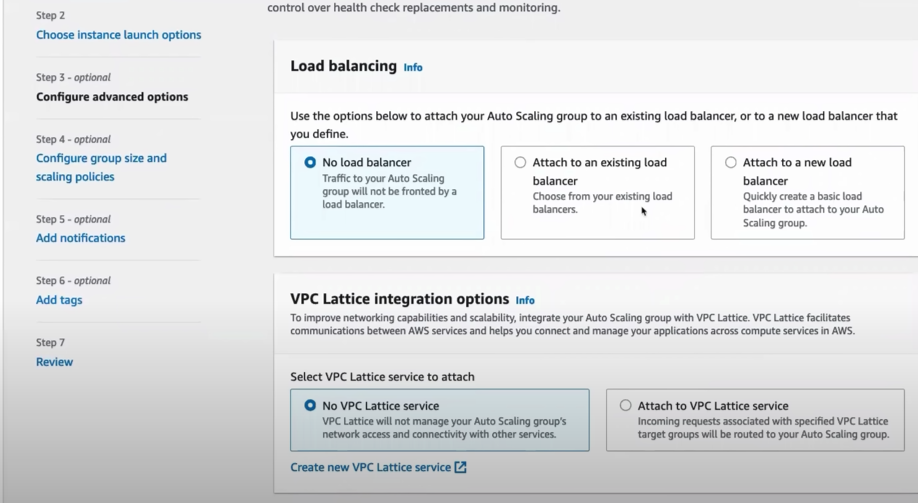 control over health check replacements and monitoring.
Step 2
Choose instance launch options
Step 3 - optional
Configure advanced options
Step 4 - optional
Configure group size and
scaling policies
Step 5 - optional
Add notifications
Step 6 - optional
Add tags
Step 7
Review
Load balancing Info
Use the options below to attach your Auto Scaling group to an existing load balancer, or to a new load balancer that
you define.
No load balancer
Traffic to your Auto Scaling
group will not be fronted by a
load balancer.
Attach to an existing load
balancer
Choose from your existing load
balancers.
Attach to a new load
balancer
Quickly create a basic load
balancer to attach to your Auto
Scaling group.
VPC Lattice integration options Info
To improve networking capabilities and scalability, integrate your Auto Scaling group with VPC Lattice. VPC Lattice facilitates
communications between AWS services and helps you connect and manage your applications across compute services in AWS.
Select VPC Lattice service to attach
No VPC Lattice service
VPC Lattice will not manage your Auto Scaling group's
network access and connectivity with other services.
Attach to VPC Lattice service
Incoming requests associated with specified VPC Lattice
target groups will be routed to your Auto Scaling group.
Create new VPC Lattice service